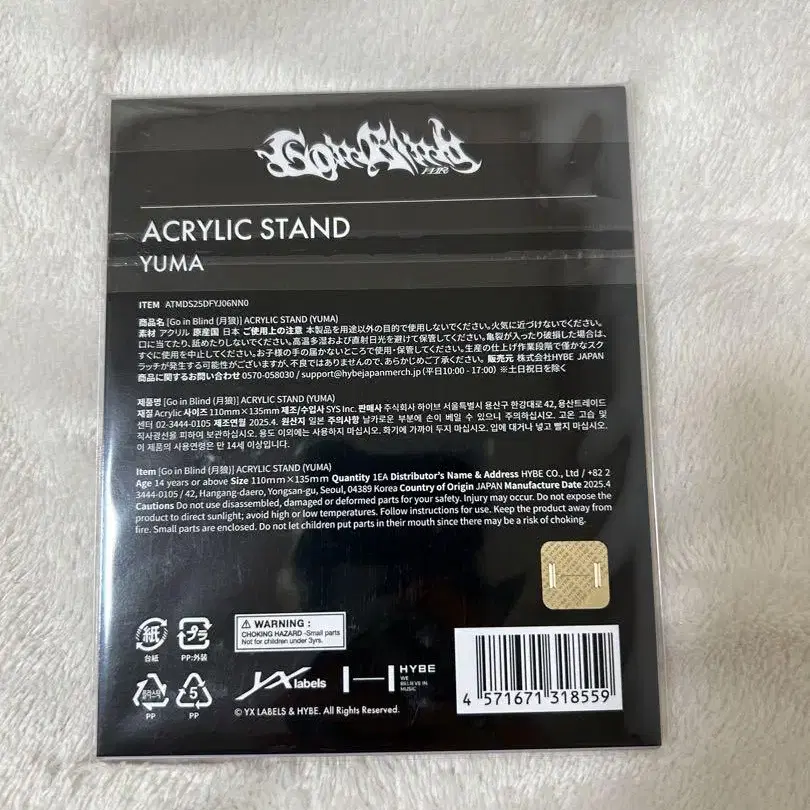 Go in Blind
月狼
ACRYLIC STAND
YUMA
ITEM ATMDS25DFYJ06NN0
商品名 [Go in Blind (月狼)] ACRYLIC STAND (YUMA)
素材 アクリル 原産国 日本 ご使用上の注意 本製品を用途以外の目的で使用しないでください。火気に近づけないでください。
口に当てたり、舐めたりしないでください。高温多湿および直射日光を避けて保管してください。亀裂が入ったり破損した場合は、
すぐに使用を中止してください。お子様の手の届かないところで使用・保管してください。生産の仕上げ作業段階で僅かなスク
ラッチが発生する可能性がございますが、不良ではありませんので、あらかじめご了承ください。 販売元 株式会社HYBE JAPAN
商品に関するお問い合わせ 0570-058030 / support@hybejapanmerch.jp (平日10:00 - 17:00) ※土日祝日を除く
제품명 [Go in Blind (月狼)] ACRYLIC STAND (YUMA)
재질 Acrylic 사이즈 110mm×135mm 제조/수입사 SYS Inc. 판매사 주식회사 하이브 서울특별시 용산구 한강대로 42, 용산트레이드
센터 02-3444-0105 제조연월 2025.4. 원산지 일본 주의사항 날카로운 부분에 손이 베일 수 있으니 주의하십시오. 고온 고습 및
직사광선을 피하여 보관하십시오. 용도 이외에는 사용하지 마십시오. 화기에 가까이 두지 마십시오. 입에 대거나 넣고 빨지 마십시오.
이 제품의 사용연령은 만 14세 이상입니다.
Item [Go in Blind (月狼)] ACRYLIC STAND (YUMA)
Age 14 years or above Size 110mm×135mm Quantity 1EA Distributor's Name & Address HYBE CO., Ltd / +82 2
3444-0105 / 42, Hangang-daero, Yongsan-gu, Seoul, 04389 Korea Country of Origin JAPAN Manufacture Date 2025.4
Cautions Do not use disassembled, damaged or deformed parts for your safety. Injury may occur. Do not expose the
product to direct sunlight; avoid high or low temperatures. Follow instructions for use. Keep the product away from
fire. Small parts are enclosed. Do not let children put parts in their mouth since there may be a risk of choking.
紙
台紙
プラ
PP:外装
WARNING :
CHOKING HAZARD -Small parts
Not for children under 3yrs.
플라스틱
PP
5
PP
YX labels
HYBE
WE
BELIEVE IN
MUSIC
© YX LABELS & HYBE. All Rights Reserved.
4 571671 318559